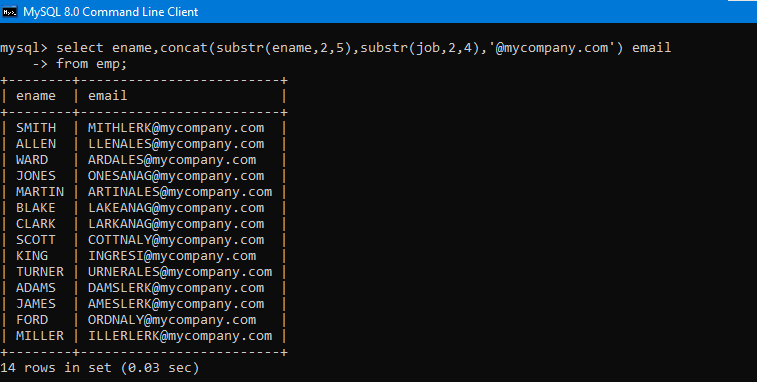 MySQL 8.0 Command Line Client
mysql> select ename,concat(substr(ename,2,5),substr(job,2,4),'@mycompany.com') email
    -> from emp;
+--------+-------------------------+
| ename  | email                   |
+--------+-------------------------+
| SMITH  | MITHLERK@mycompany.com  |
| ALLEN  | LLENALES@mycompany.com  |
| WARD   | ARDALES@mycompany.com   |
| JONES  | ONESANAG@mycompany.com  |
| MARTIN | ARTINALES@mycompany.com |
| BLAKE  | LAKEANAG@mycompany.com  |
| CLARK  | LARKANAG@mycompany.com  |
| SCOTT  | COTTNALY@mycompany.com  |
| KING   | INGRESI@mycompany.com   |
| TURNER | URNERALES@mycompany.com |
| ADAMS  | DAMSLERK@mycompany.com  |
| JAMES  | AMESLERK@mycompany.com  |
| FORD   | ORDNALY@mycompany.com   |
| MILLER | ILLERLERK@mycompany.com |
+--------+-------------------------+
14 rows in set (0.03 sec)